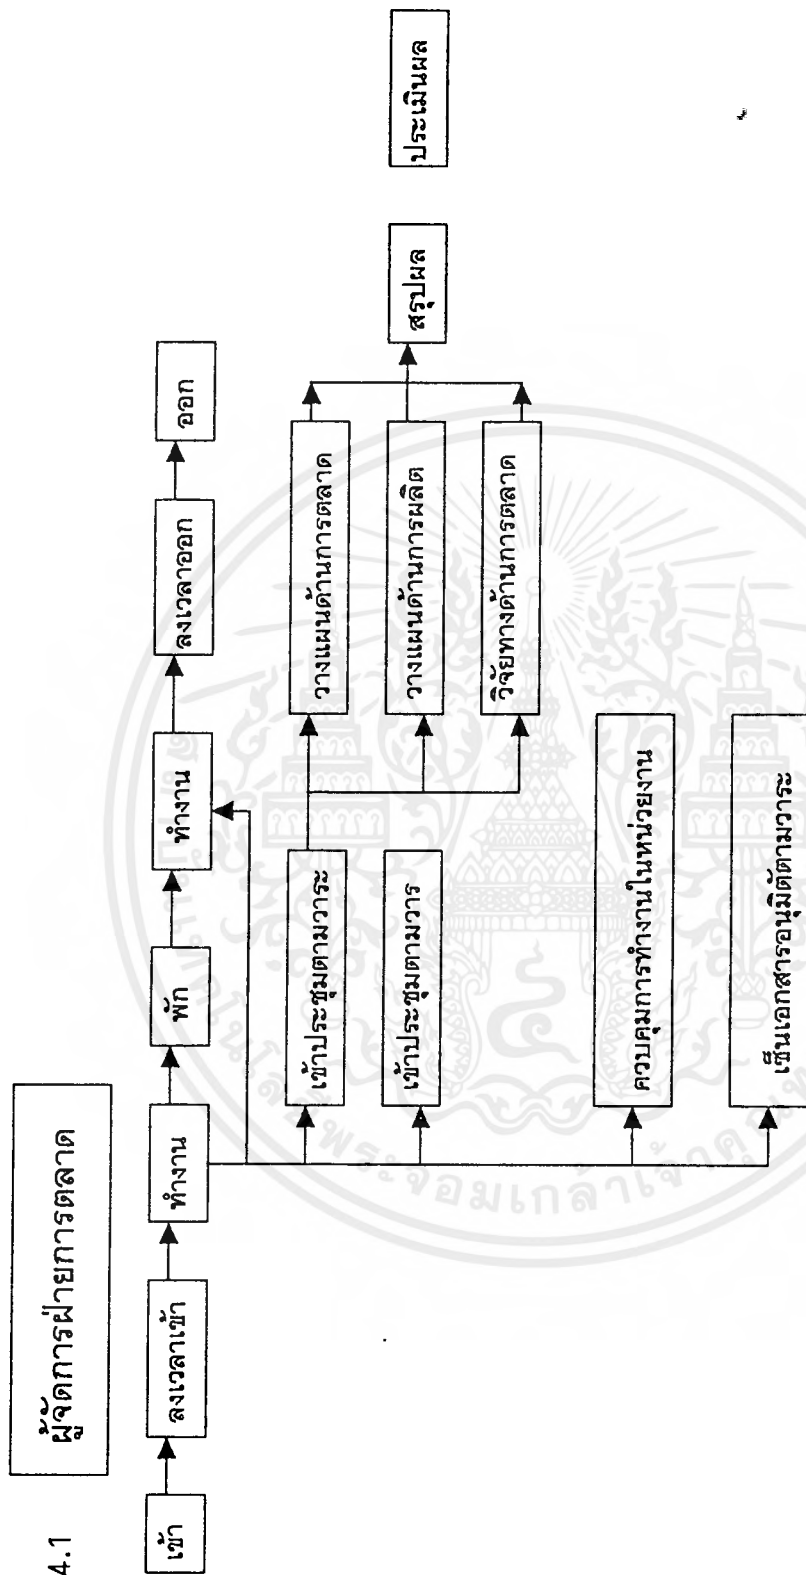 4.1
ผู้จัดการฝ่ายการตลาด
เข้า
ลงเวลาเข้า
ทำงาน
พัก
ทำงาน
ลงเวลาออก
ออก
เข้าประชุมตามวาระ
วางแผนด้านการตลาด
เข้าประชุมตามวาร
วางแผนด้านการผลิต
สรุปผล
ประเมินผล
วิจัยทางด้านการตลาด
ควบคุมการทำงานในหน่วยงาน
เซ็นเอกสารอนุมัติตามวาระ